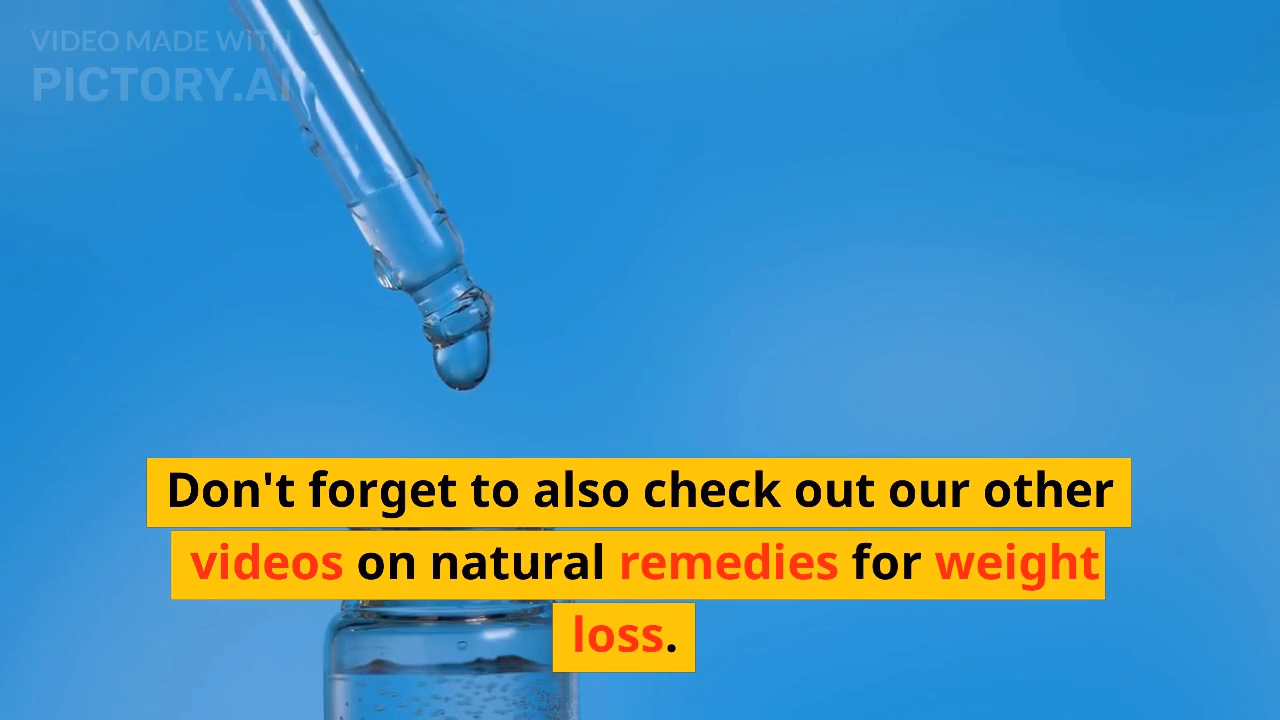 VIDEO MADE WITH
PICTORY.AI
Don't forget to also check out our other
videos on natural remedies for weight
loss.